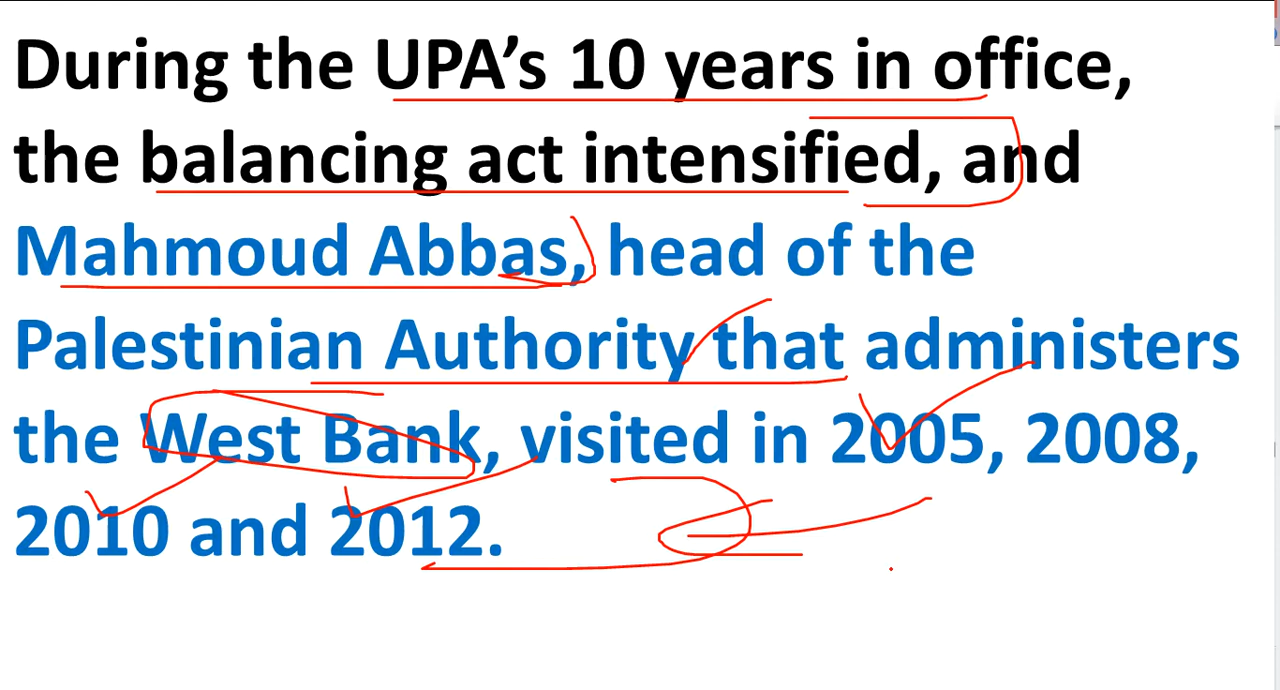 During the UPA’s 10 years in office,
the balancing act intensified, and
Mahmoud Abbas, head of the
Palestinian Authority that administers
the West Bank, visited in 2005, 2008,
2010 and 2012.